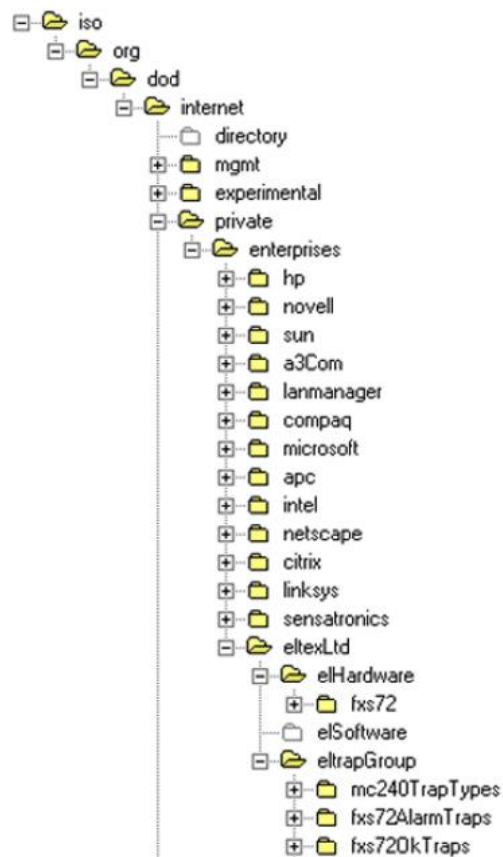 iso
org
dod
internet
directory
mgmt
experimental
private
enterprises
hp
novell
sun
a3Com
lanmanager
compaq
microsoft
apc
intel
netscape
citrix
linksys
sensatronics
eltexLtd
elHardware
fxs72
elSoftware
eltrapGroup
mc240TrapTypes
fxs72AlarmTraps
fxs72OkTraps